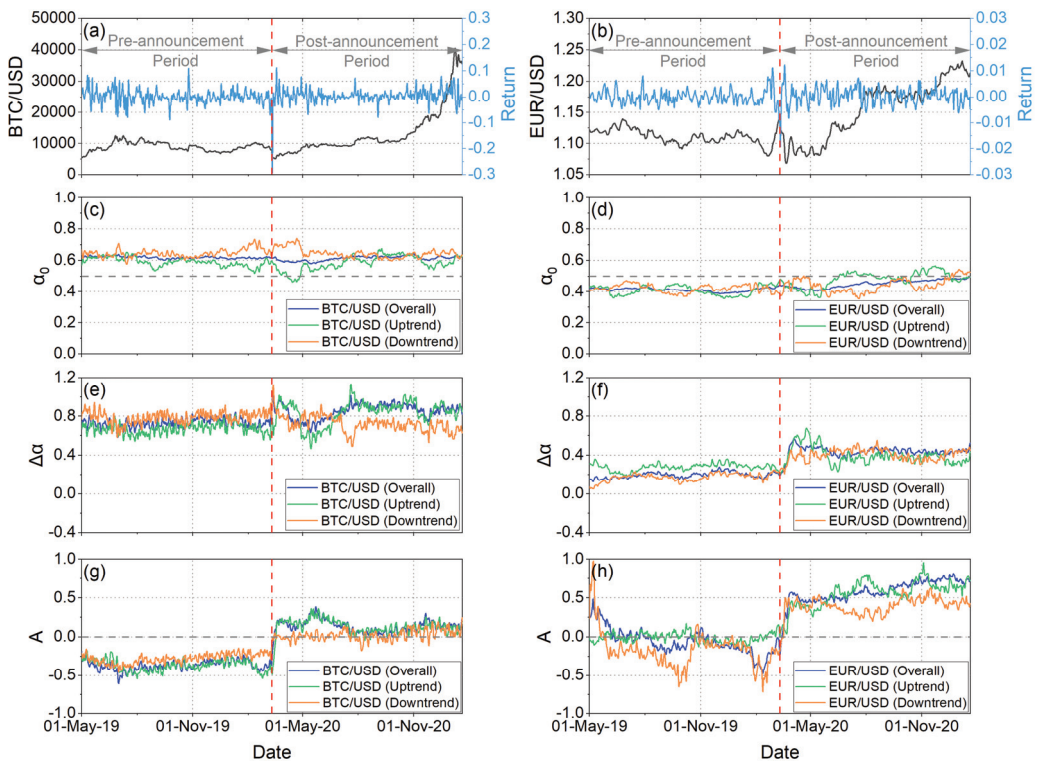 (a)
Pre-announcement Period
Post-announcement Period
BTC/USD
50000
40000
30000
20000
10000
0
0.3
0.2
0.1
0.0
-0.1
-0.2
-0.3
Return
(b)
Pre-announcement Period
Post-announcement Period
EUR/USD
1.30
1.25
1.20
1.15
1.10
1.05
0.03
0.02
0.01
0.00
-0.01
-0.02
-0.03
Return
(c)
α₀
1.0
0.8
0.6
0.4
0.2
0.0
BTC/USD (Overall)
BTC/USD (Uptrend)
BTC/USD (Downtrend)
(d)
α₀
1.0
0.8
0.6
0.4
0.2
0.0
EUR/USD (Overall)
EUR/USD (Uptrend)
EUR/USD (Downtrend)
(e)
Δα
1.2
0.8
0.4
0.0
-0.4
BTC/USD (Overall)
BTC/USD (Uptrend)
BTC/USD (Downtrend)
(f)
Δα
1.2
0.8
0.4
0.0
-0.4
EUR/USD (Overall)
EUR/USD (Uptrend)
EUR/USD (Downtrend)
(g)
A
1.0
0.5
0.0
-0.5
-1.0
BTC/USD (Overall)
BTC/USD (Uptrend)
BTC/USD (Downtrend)
01-May-19
01-Nov-19
01-May-20
01-Nov-20
Date
(h)
A
1.0
0.5
0.0
-0.5
-1.0
EUR/USD (Overall)
EUR/USD (Uptrend)
EUR/USD (Downtrend)
01-May-19
01-Nov-19
01-May-20
01-Nov-20
Date